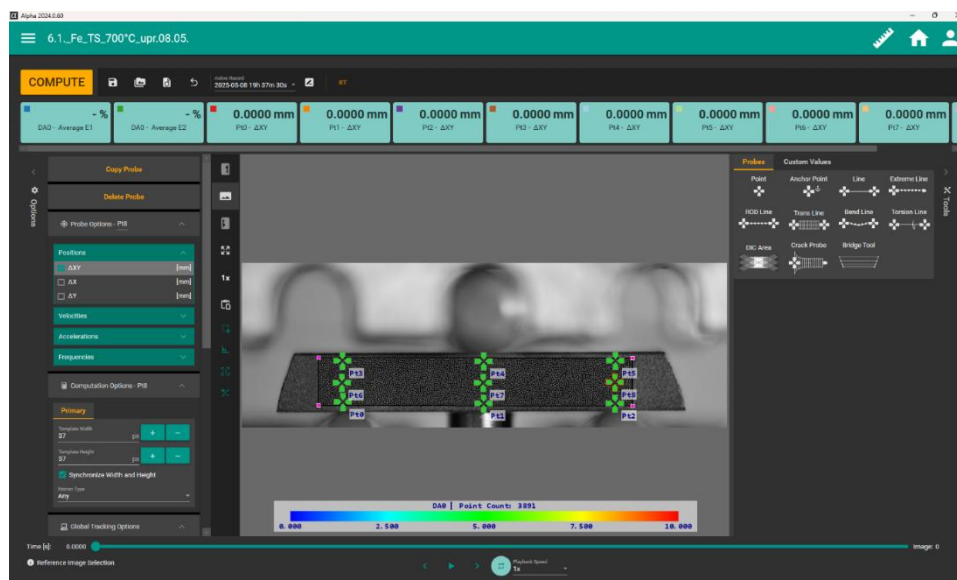 Alpha 2024.0.60
6.1._Fe_TS_700°C_upr.08.05.
COMPUTE
Active Record
2025-05-08 19h 37m 30s
RT
- %
DA0 - Average E1
- %
DA0 - Average E2
0.0000 mm
Pt0 - ΔXY
0.0000 mm
Pt1 - ΔXY
0.0000 mm
Pt2 - ΔXY
0.0000 mm
Pt3 - ΔXY
0.0000 mm
Pt4 - ΔXY
0.0000 mm
Pt5 - ΔXY
0.0000 mm
Pt6 - ΔXY
0.0000 mm
Pt7 - ΔXY
Options
Copy Probe
Delete Probe
Probe Options - Pt8
Positions
ΔXY [mm]
ΔX [mm]
ΔY [mm]
Velocities
Accelerations
Frequencies
Computation Options - Pt8
Primary
Template Width
37 px + −
Template Height
37 px + −
Synchronize Width and Height
Any
Global Tracking Options
1x
Pt3 Pt4 Pt5
Pt6 Pt7 Pt8
Pt0 Pt1 Pt2
DA0 | Point Count: 3891
0.000 2.500 5.000 7.500 10.000
Probes Custom Values
Point Anchor Point Line Extreme Line
ROD Line Trans Line Bend Line Torsion Line
DIC Area Crack Probe Bridge Tool
Tools
Time [s]: 0.0000
Image: 0
Reference Image Selection
Playback Speed
1x